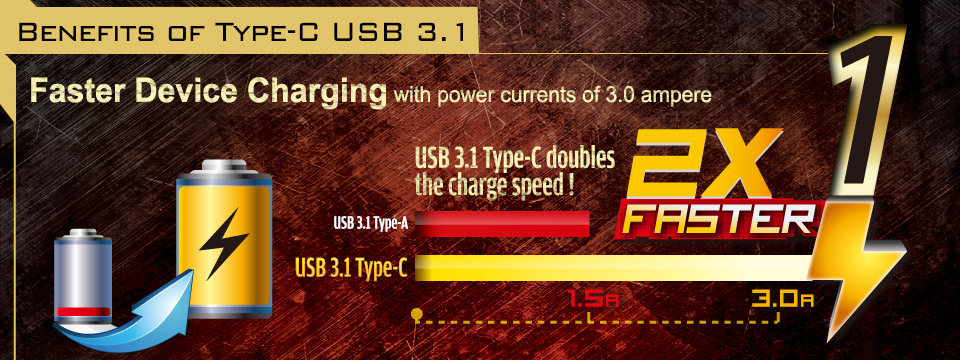 BENEFITS OF TYPE-C USB 3.1
1
Faster Device Charging with power currents of 3.0 ampere
USB 3.1 Type-C doubles
the charge speed !
2X
FASTER
USB 3.1 Type-A
USB 3.1 Type-C
1.5A 3.0A